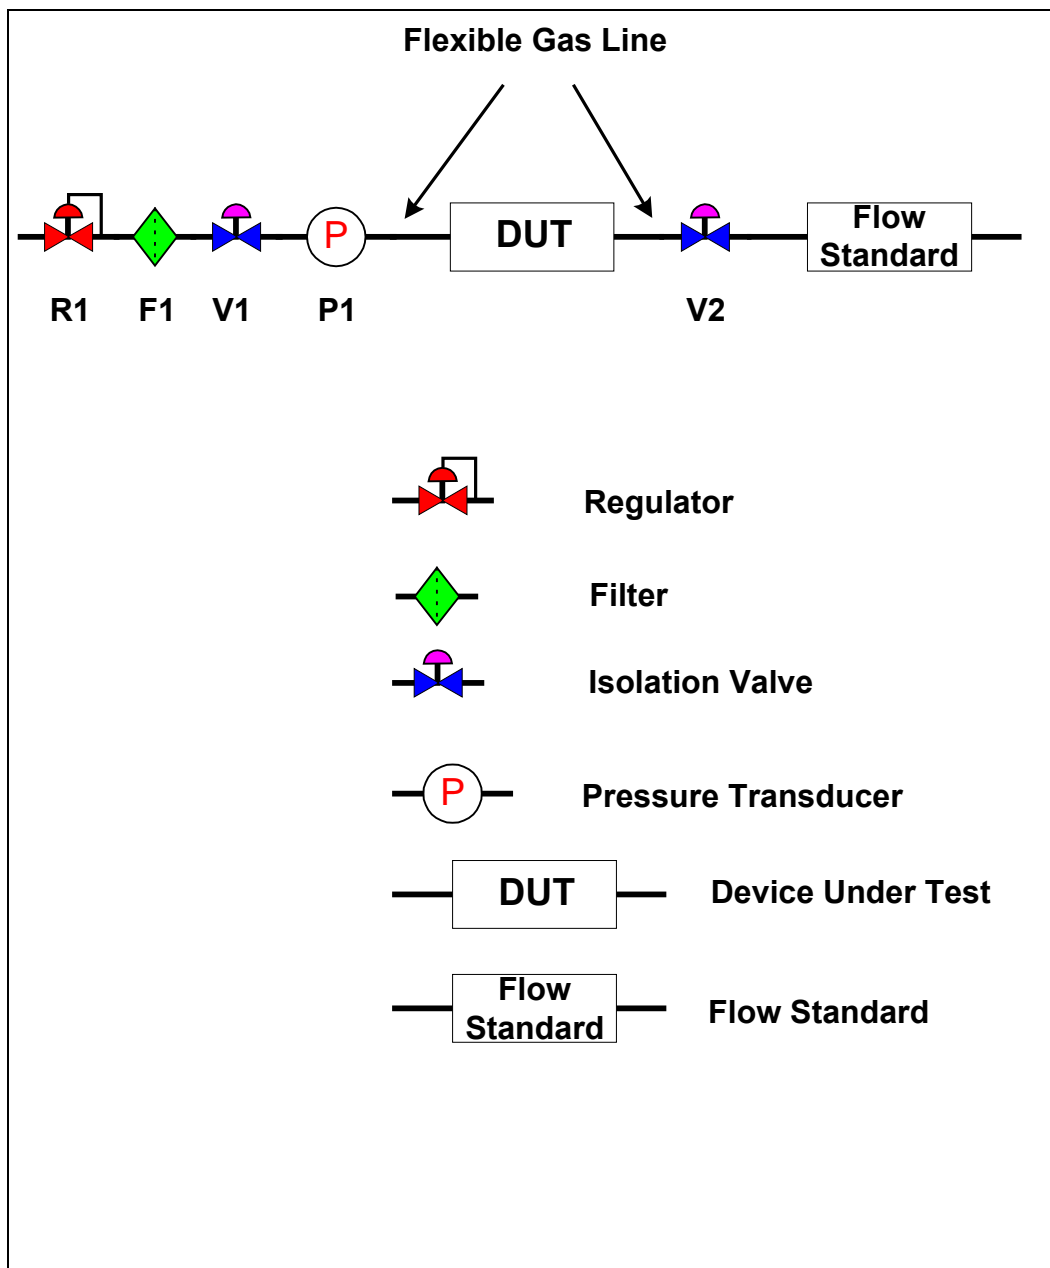 Flexible Gas Line
P
DUT
Flow
Standard
R1
F1
V1
P1
V2
Regulator
Filter
Isolation Valve
P
Pressure Transducer
DUT
Device Under Test
Flow
Standard
Flow Standard